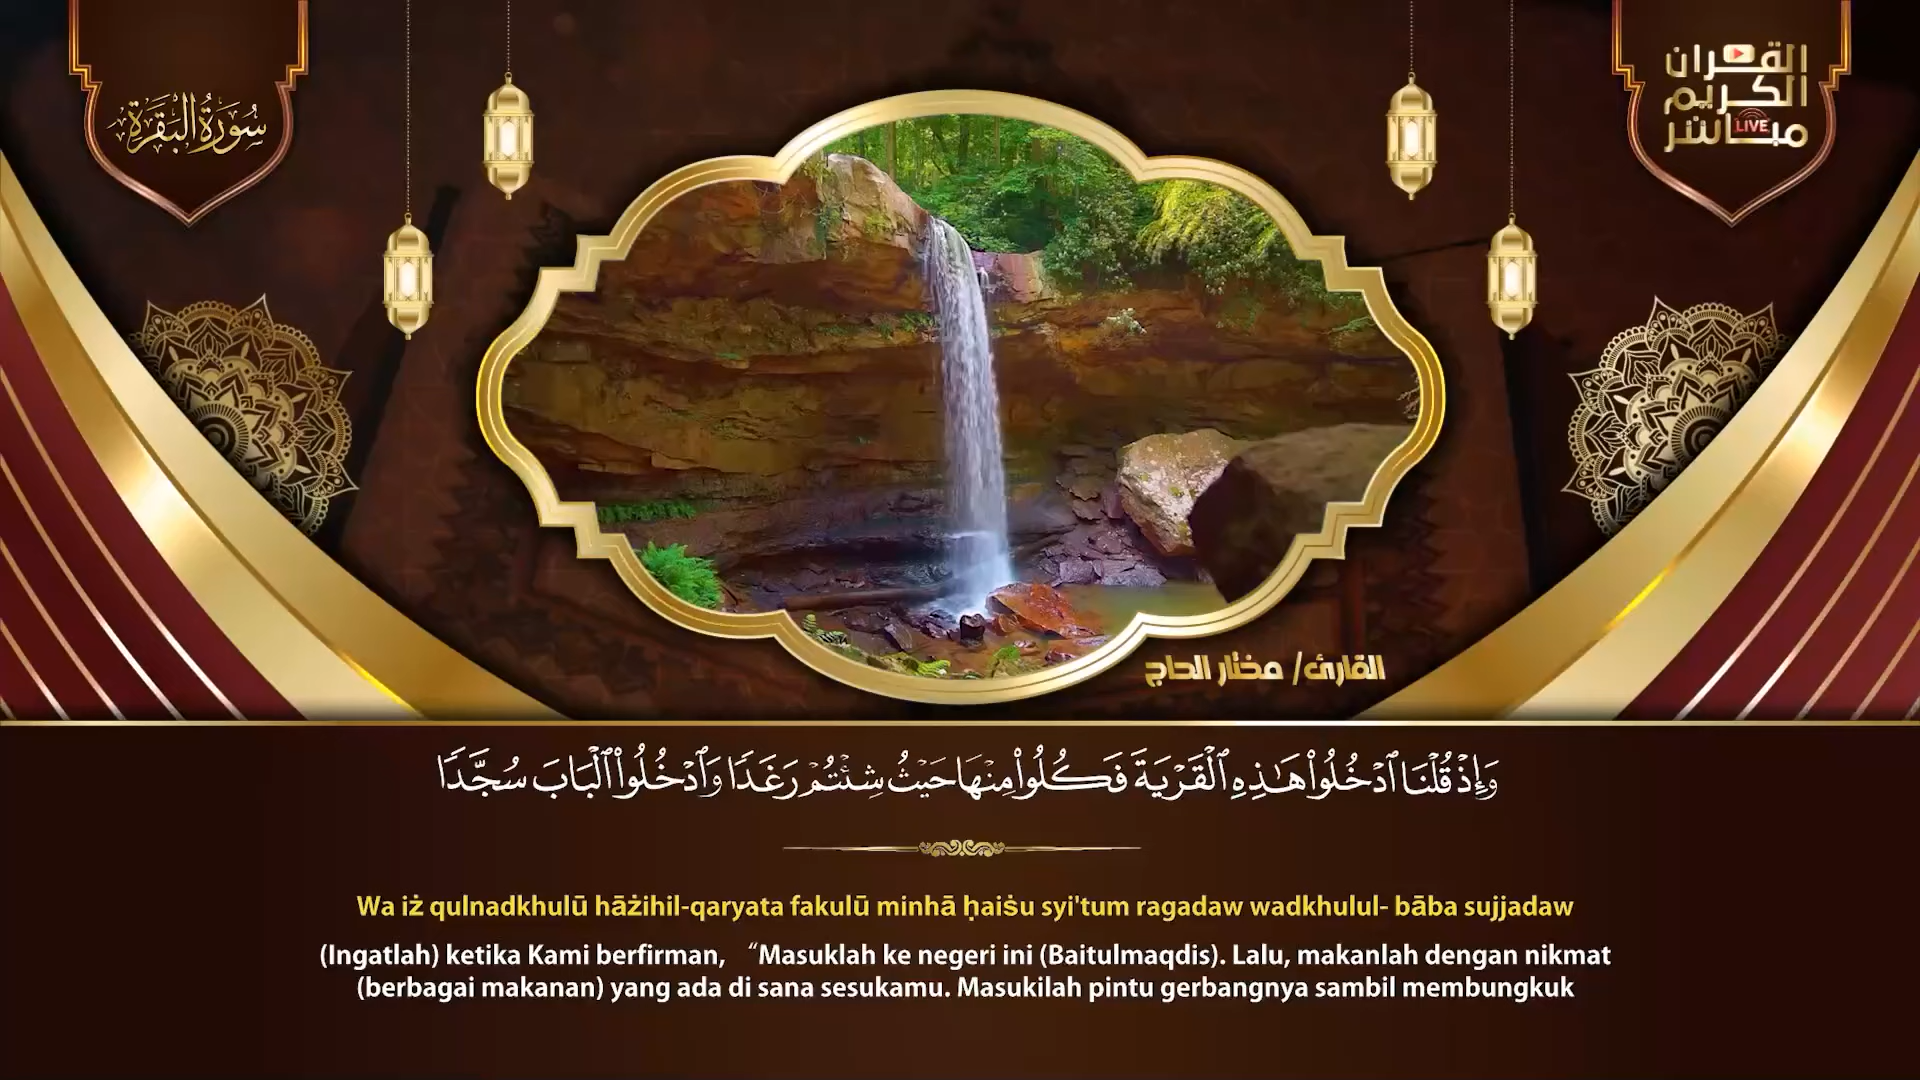 سُورَةُ الْبَقَرَةِ
القرآن
الكريم
مباشر
LIVE
القارئ/ مختار الحاج
وَإِذْ قُلْنَا ٱدْخُلُوا۟ هَـٰذِهِ ٱلْقَرْيَةَ فَكُلُوا۟ مِنْهَا حَيْثُ شِئْتُمْ رَغَدًا وَٱدْخُلُوا۟ ٱلْبَابَ سُجَّدًا
Wa iż qulnadkhulū hāżihil-qaryata fakulū minhā ḥaiṡu syi'tum ragadaw wadkhulul- bāba sujjadaw
(Ingatlah) ketika Kami berfirman, “Masuklah ke negeri ini (Baitulmaqdis). Lalu, makanlah dengan nikmat
(berbagai makanan) yang ada di sana sesukamu. Masukilah pintu gerbangnya sambil membungkuk